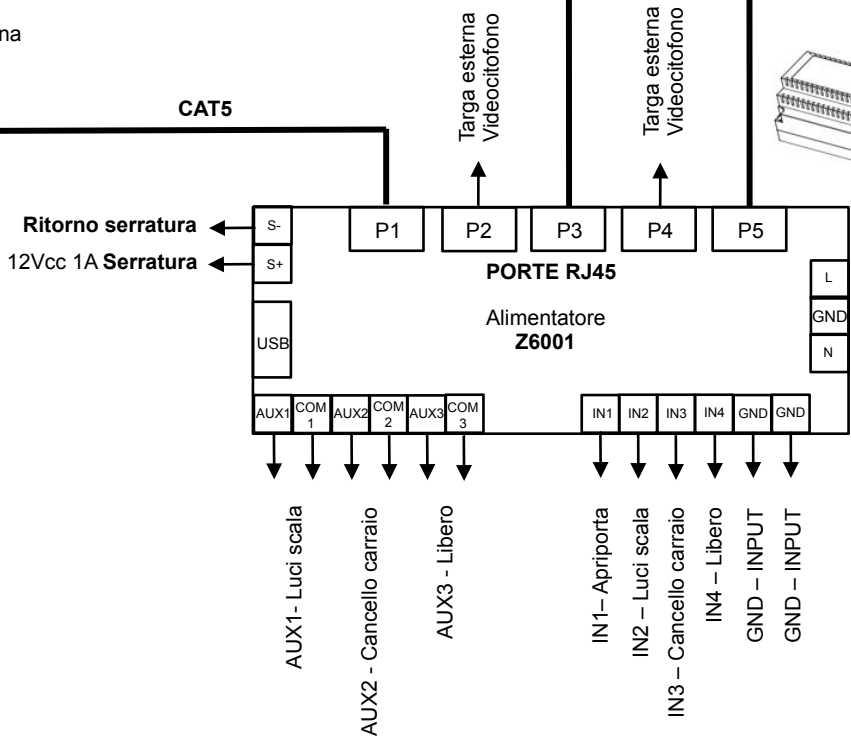 na
CAT5
Targa esterna
Videocitofono
Targa esterna
Videocitofono
Ritorno serratura
12Vcc 1A Serratura
S-
S+
P1
P2
P3
P4
P5
PORTE RJ45
Alimentatore
Z6001
USB
L
GND
N
AUX1
COM
1
AUX2
COM
2
AUX3
COM
3
IN1
IN2
IN3
IN4
GND
GND
AUX1- Luci scala
AUX2 - Cancello carraio
AUX3 - Libero
IN1– Apriporta
IN2 – Luci scala
IN3 – Cancello carraio
IN4 – Libero
GND – INPUT
GND – INPUT